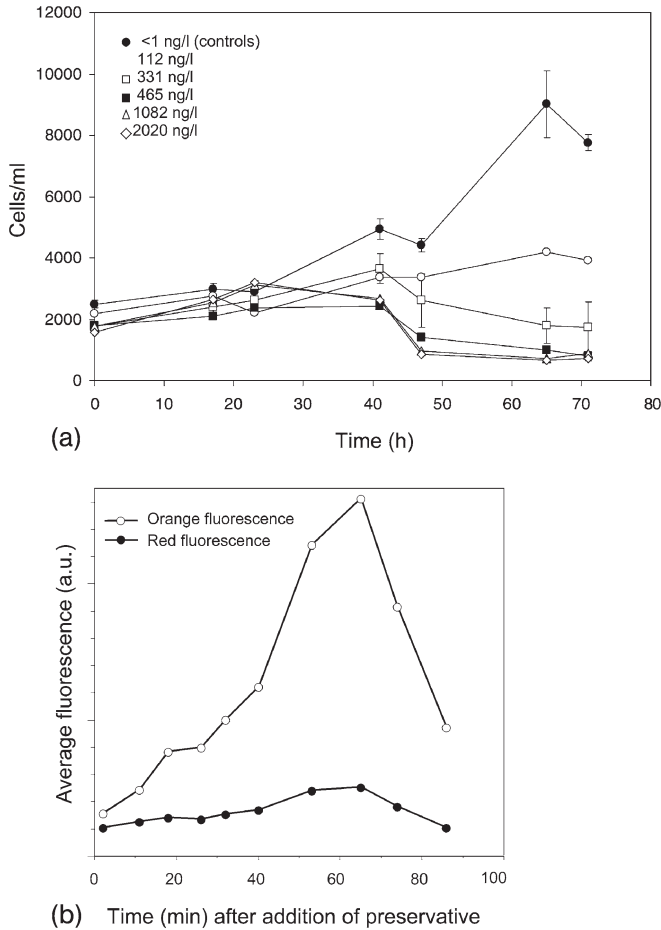 12000
10000
8000
6000
4000
2000
0
Cells/ml
<1 ng/l (controls)
112 ng/l
331 ng/l
465 ng/l
1082 ng/l
2020 ng/l
0 10 20 30 40 50 60 70 80
(a) Time (h)
Average fluorescence (a.u.)
Orange fluorescence
Red fluorescence
0 20 40 60 80 100
(b) Time (min) after addition of preservative